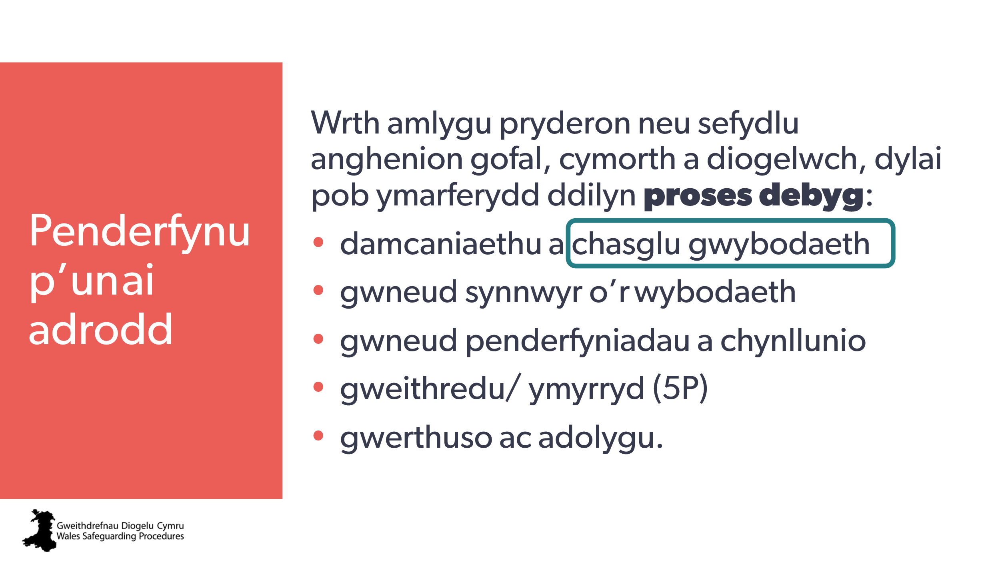 Penderfynu
p’unai
adrodd
Wrth amlygu pryderon neu sefydlu
anghenion gofal, cymorth a diogelwch, dylai
pob ymarferydd ddilyn proses debyg:
• damcaniaethu a chasglu gwybodaeth
• gwneud synnwyr o’r wybodaeth
• gwneud penderfyniadau a chynllunio
• gweithredu/ ymyrryd (5P)
• gwerthuso ac adolygu.
Gweithdrefnau Diogelu Cymru
Wales Safeguarding Procedures